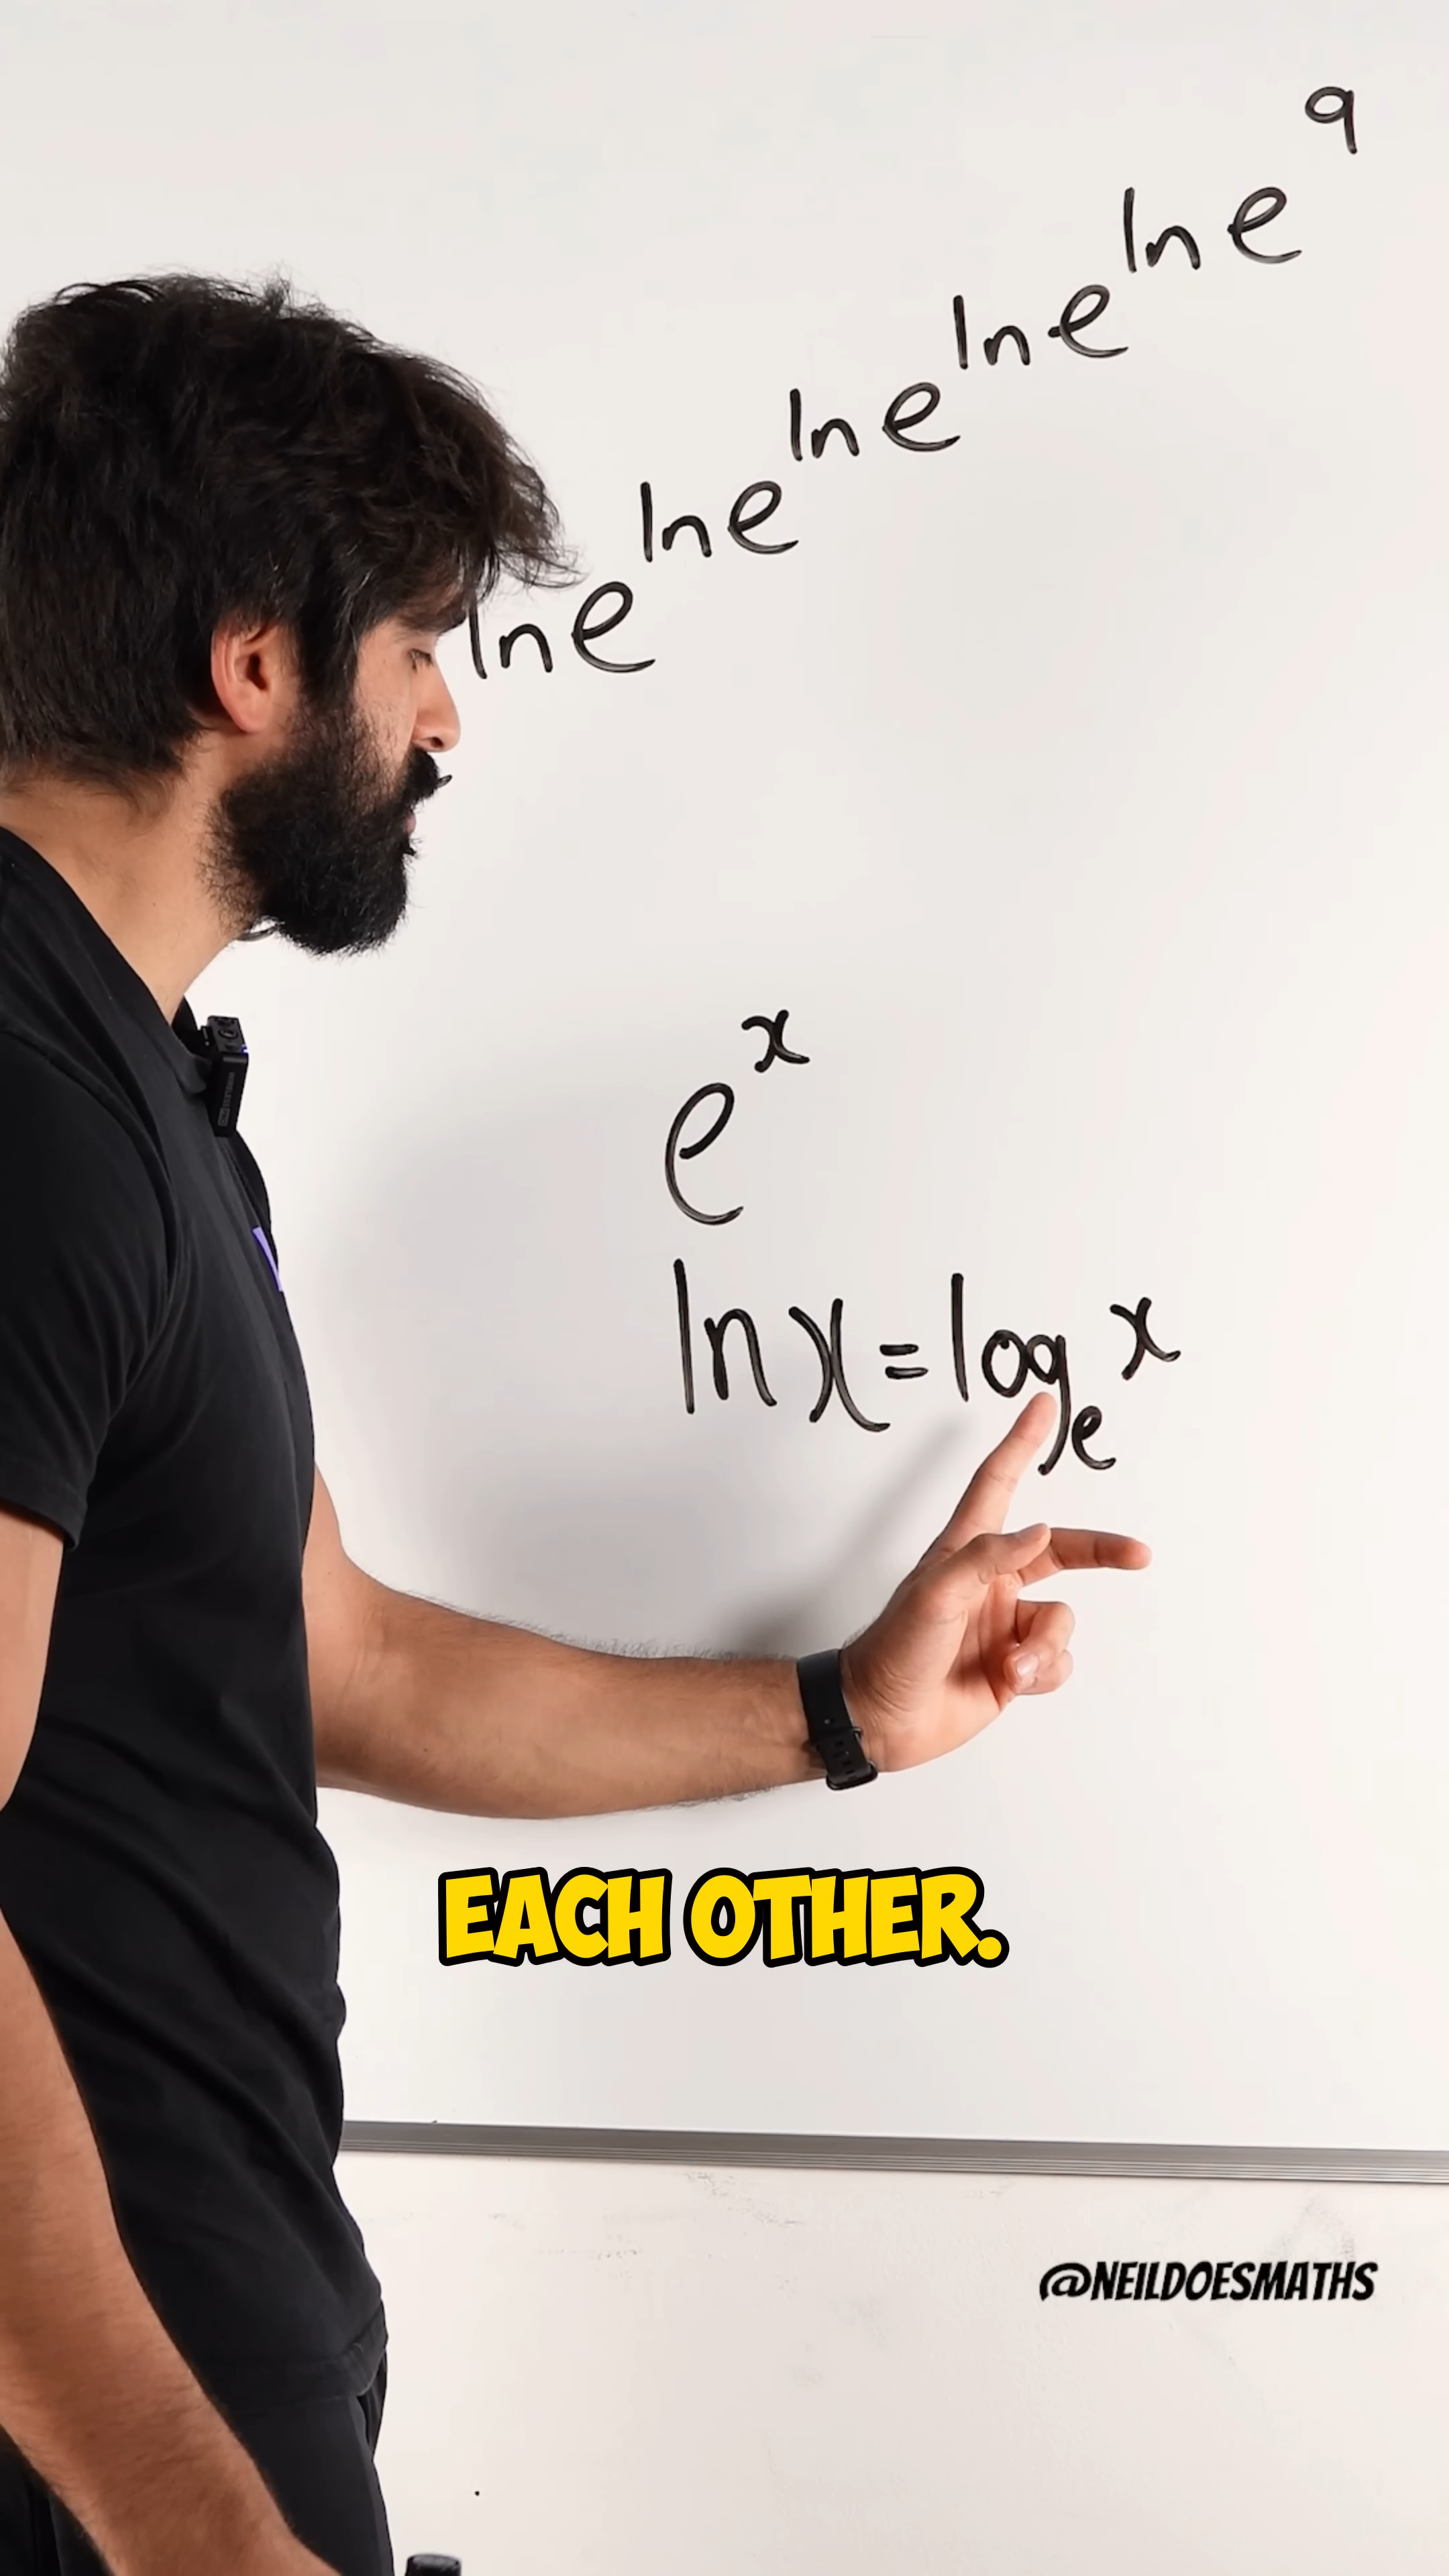 ln e^ln e^ln e^ln e^ln e^9
e^x
ln x = log_e x
EACH OTHER.
@NEILDOESMATHS